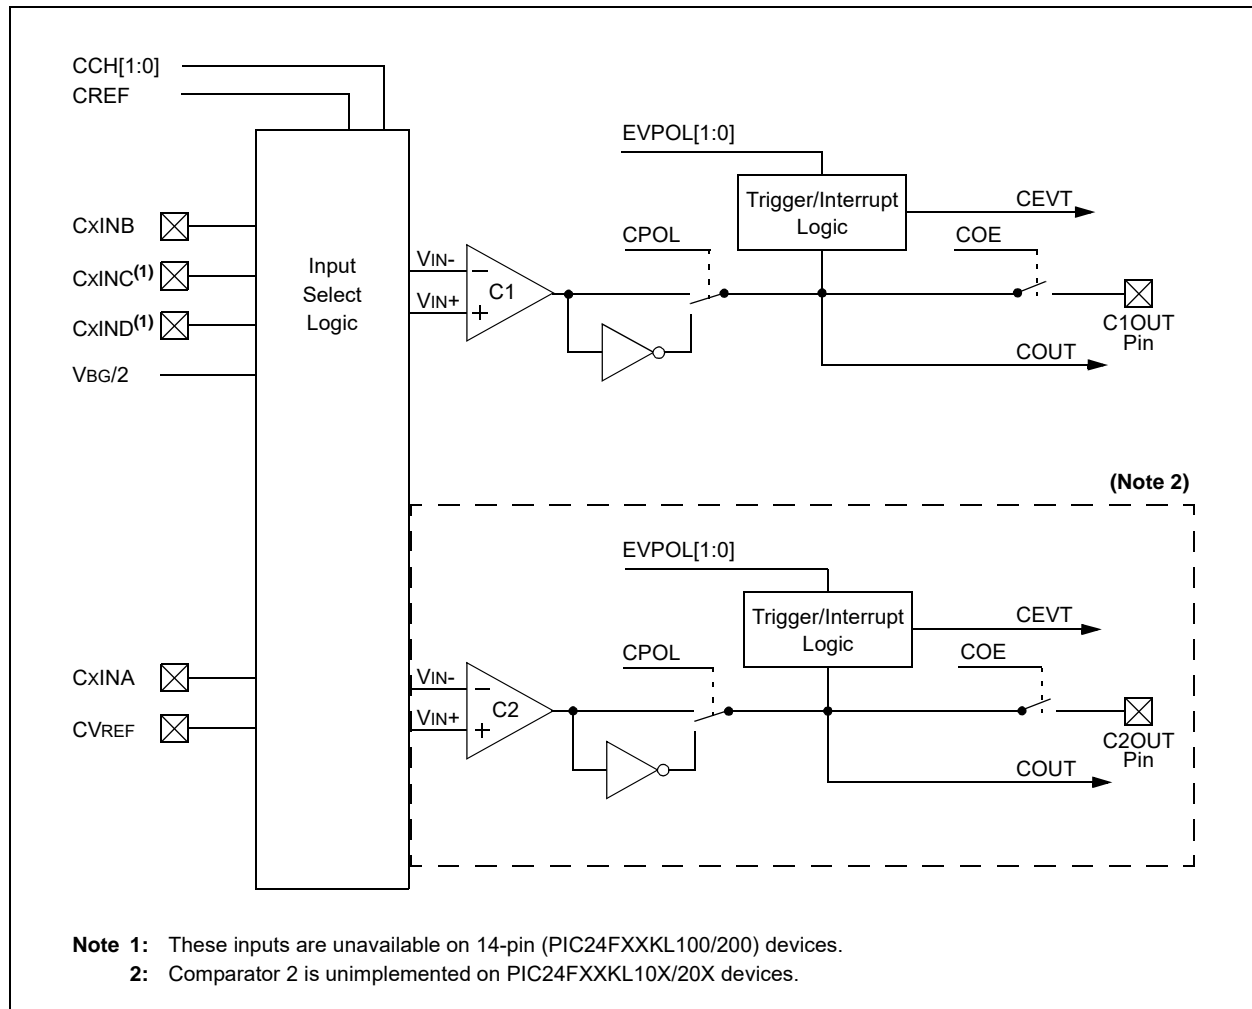 CCH[1:0]
CREF
EVPOL[1:0]
Trigger/Interrupt
Logic
CEVT
CPOL
COE
CXINB
CXINC(1)
CXIND(1)
VBG/2
Input
Select
Logic
VIN-
VIN+
−
+
C1
C1OUT
Pin
COUT
(Note 2)
EVPOL[1:0]
Trigger/Interrupt
Logic
CEVT
CPOL
COE
CXINA
CVREF
VIN-
VIN+
−
+
C2
C2OUT
Pin
COUT
Note 1: These inputs are unavailable on 14-pin (PIC24FXXKL100/200) devices.
2: Comparator 2 is unimplemented on PIC24FXXKL10X/20X devices.